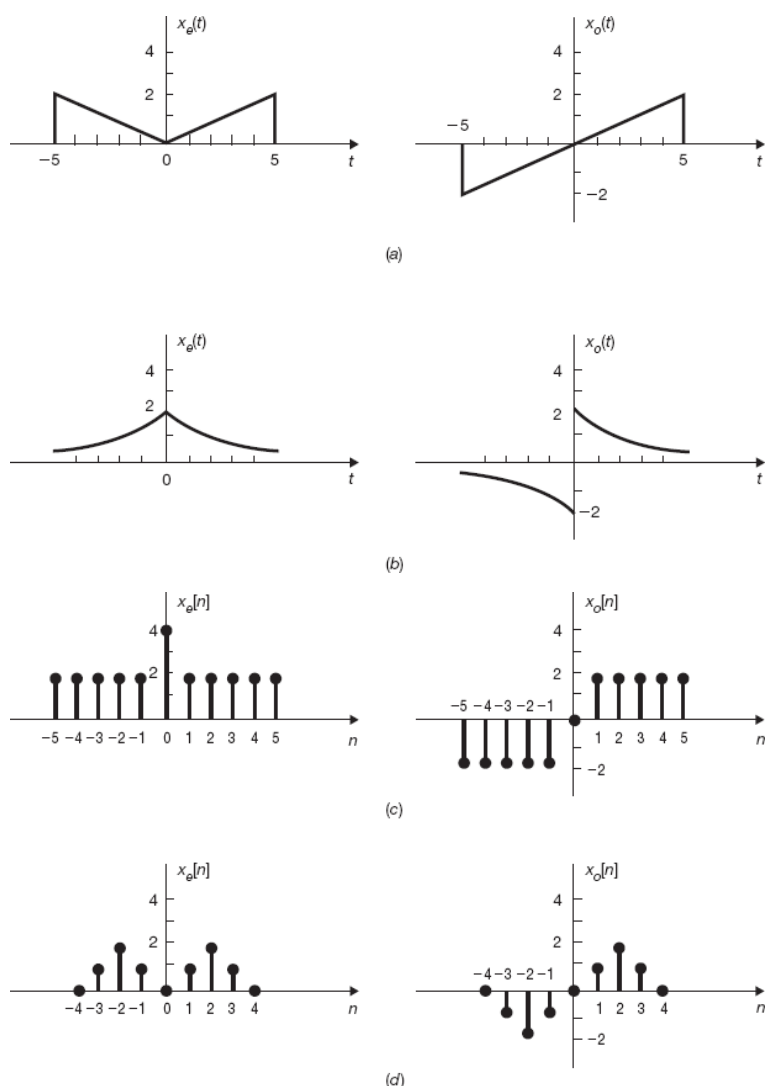 xe(t) xo(t)
4 4
2 2
−5
−5 0 5 t 5 t
−2
(a)
xe(t) xo(t)
4 4
2 2
0 t t
−2
(b)
xe[n] xo[n]
4 4
2 2
−5 −4 −3 −2 −1
−5 −4 −3 −2 −1 0 1 2 3 4 5 n 1 2 3 4 5 n
−2
(c)
xe[n] xo[n]
4 4
2 2
−4 −3 −2 −1
−4 −3 −2 −1 0 1 2 3 4 n 1 2 3 4 n
−2
(d)